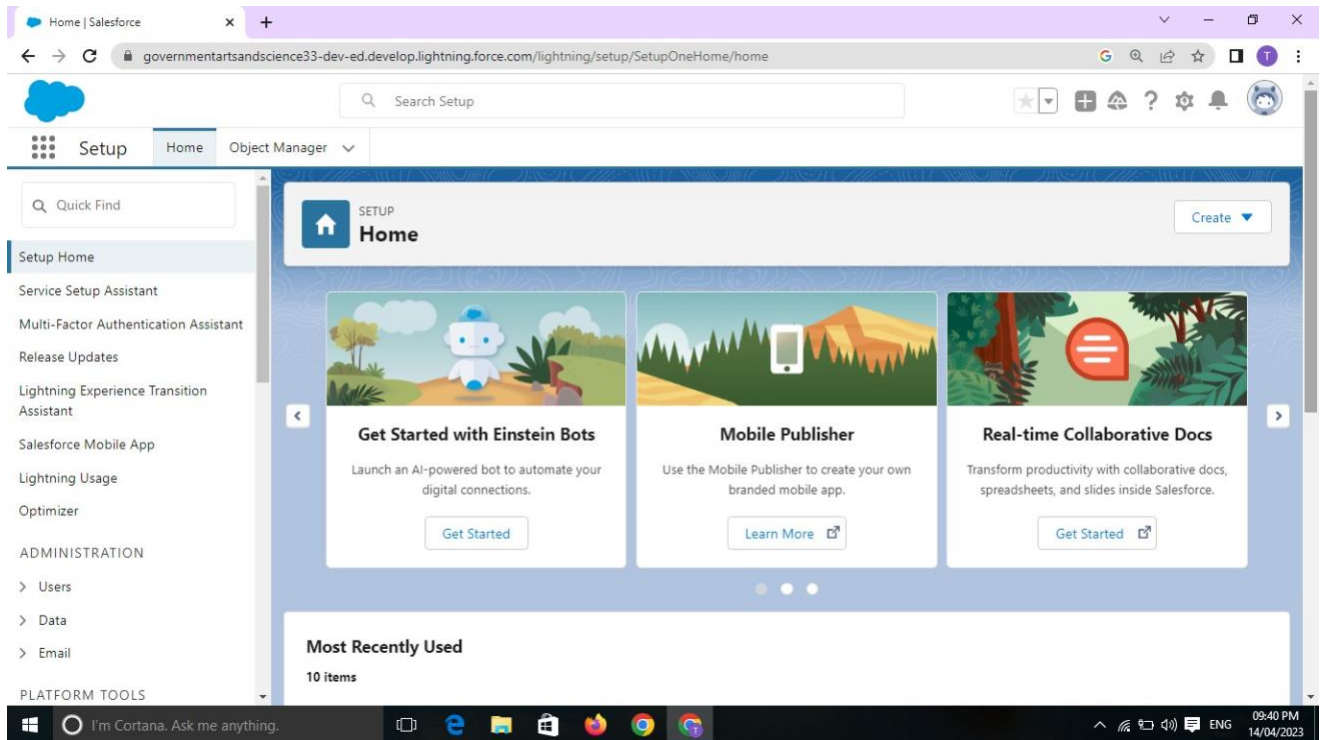 Home | Salesforce
governmentartsandscience33-dev-ed.develop.lightning.force.com/lightning/setup/SetupOneHome/home
G
T
Search Setup
Setup Home Object Manager
Quick Find
SETUP
Home
Create
Setup Home
Service Setup Assistant
Multi-Factor Authentication Assistant
Release Updates
Lightning Experience Transition
Assistant
Salesforce Mobile App
Lightning Usage
Optimizer
ADMINISTRATION
Users
Data
Email
PLATFORM TOOLS
Get Started with Einstein Bots
Launch an AI-powered bot to automate your
digital connections.
Get Started
Mobile Publisher
Use the Mobile Publisher to create your own
branded mobile app.
Learn More
Real-time Collaborative Docs
Transform productivity with collaborative docs,
spreadsheets, and slides inside Salesforce.
Get Started
Most Recently Used
10 items
I'm Cortana. Ask me anything.
ENG
09:40 PM
14/04/2023